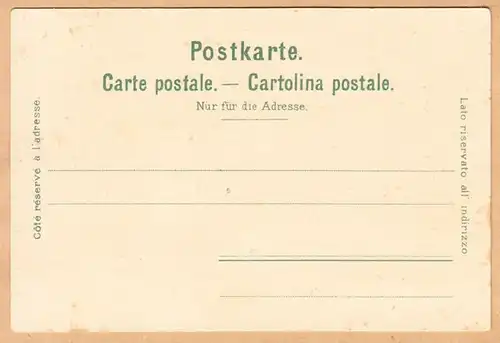 Postkarte.
Carte postale. — Cartolina postale.
Nur für die Adresse.
Côté réservé à l'adresse.
Lato riservato all' indirizzo